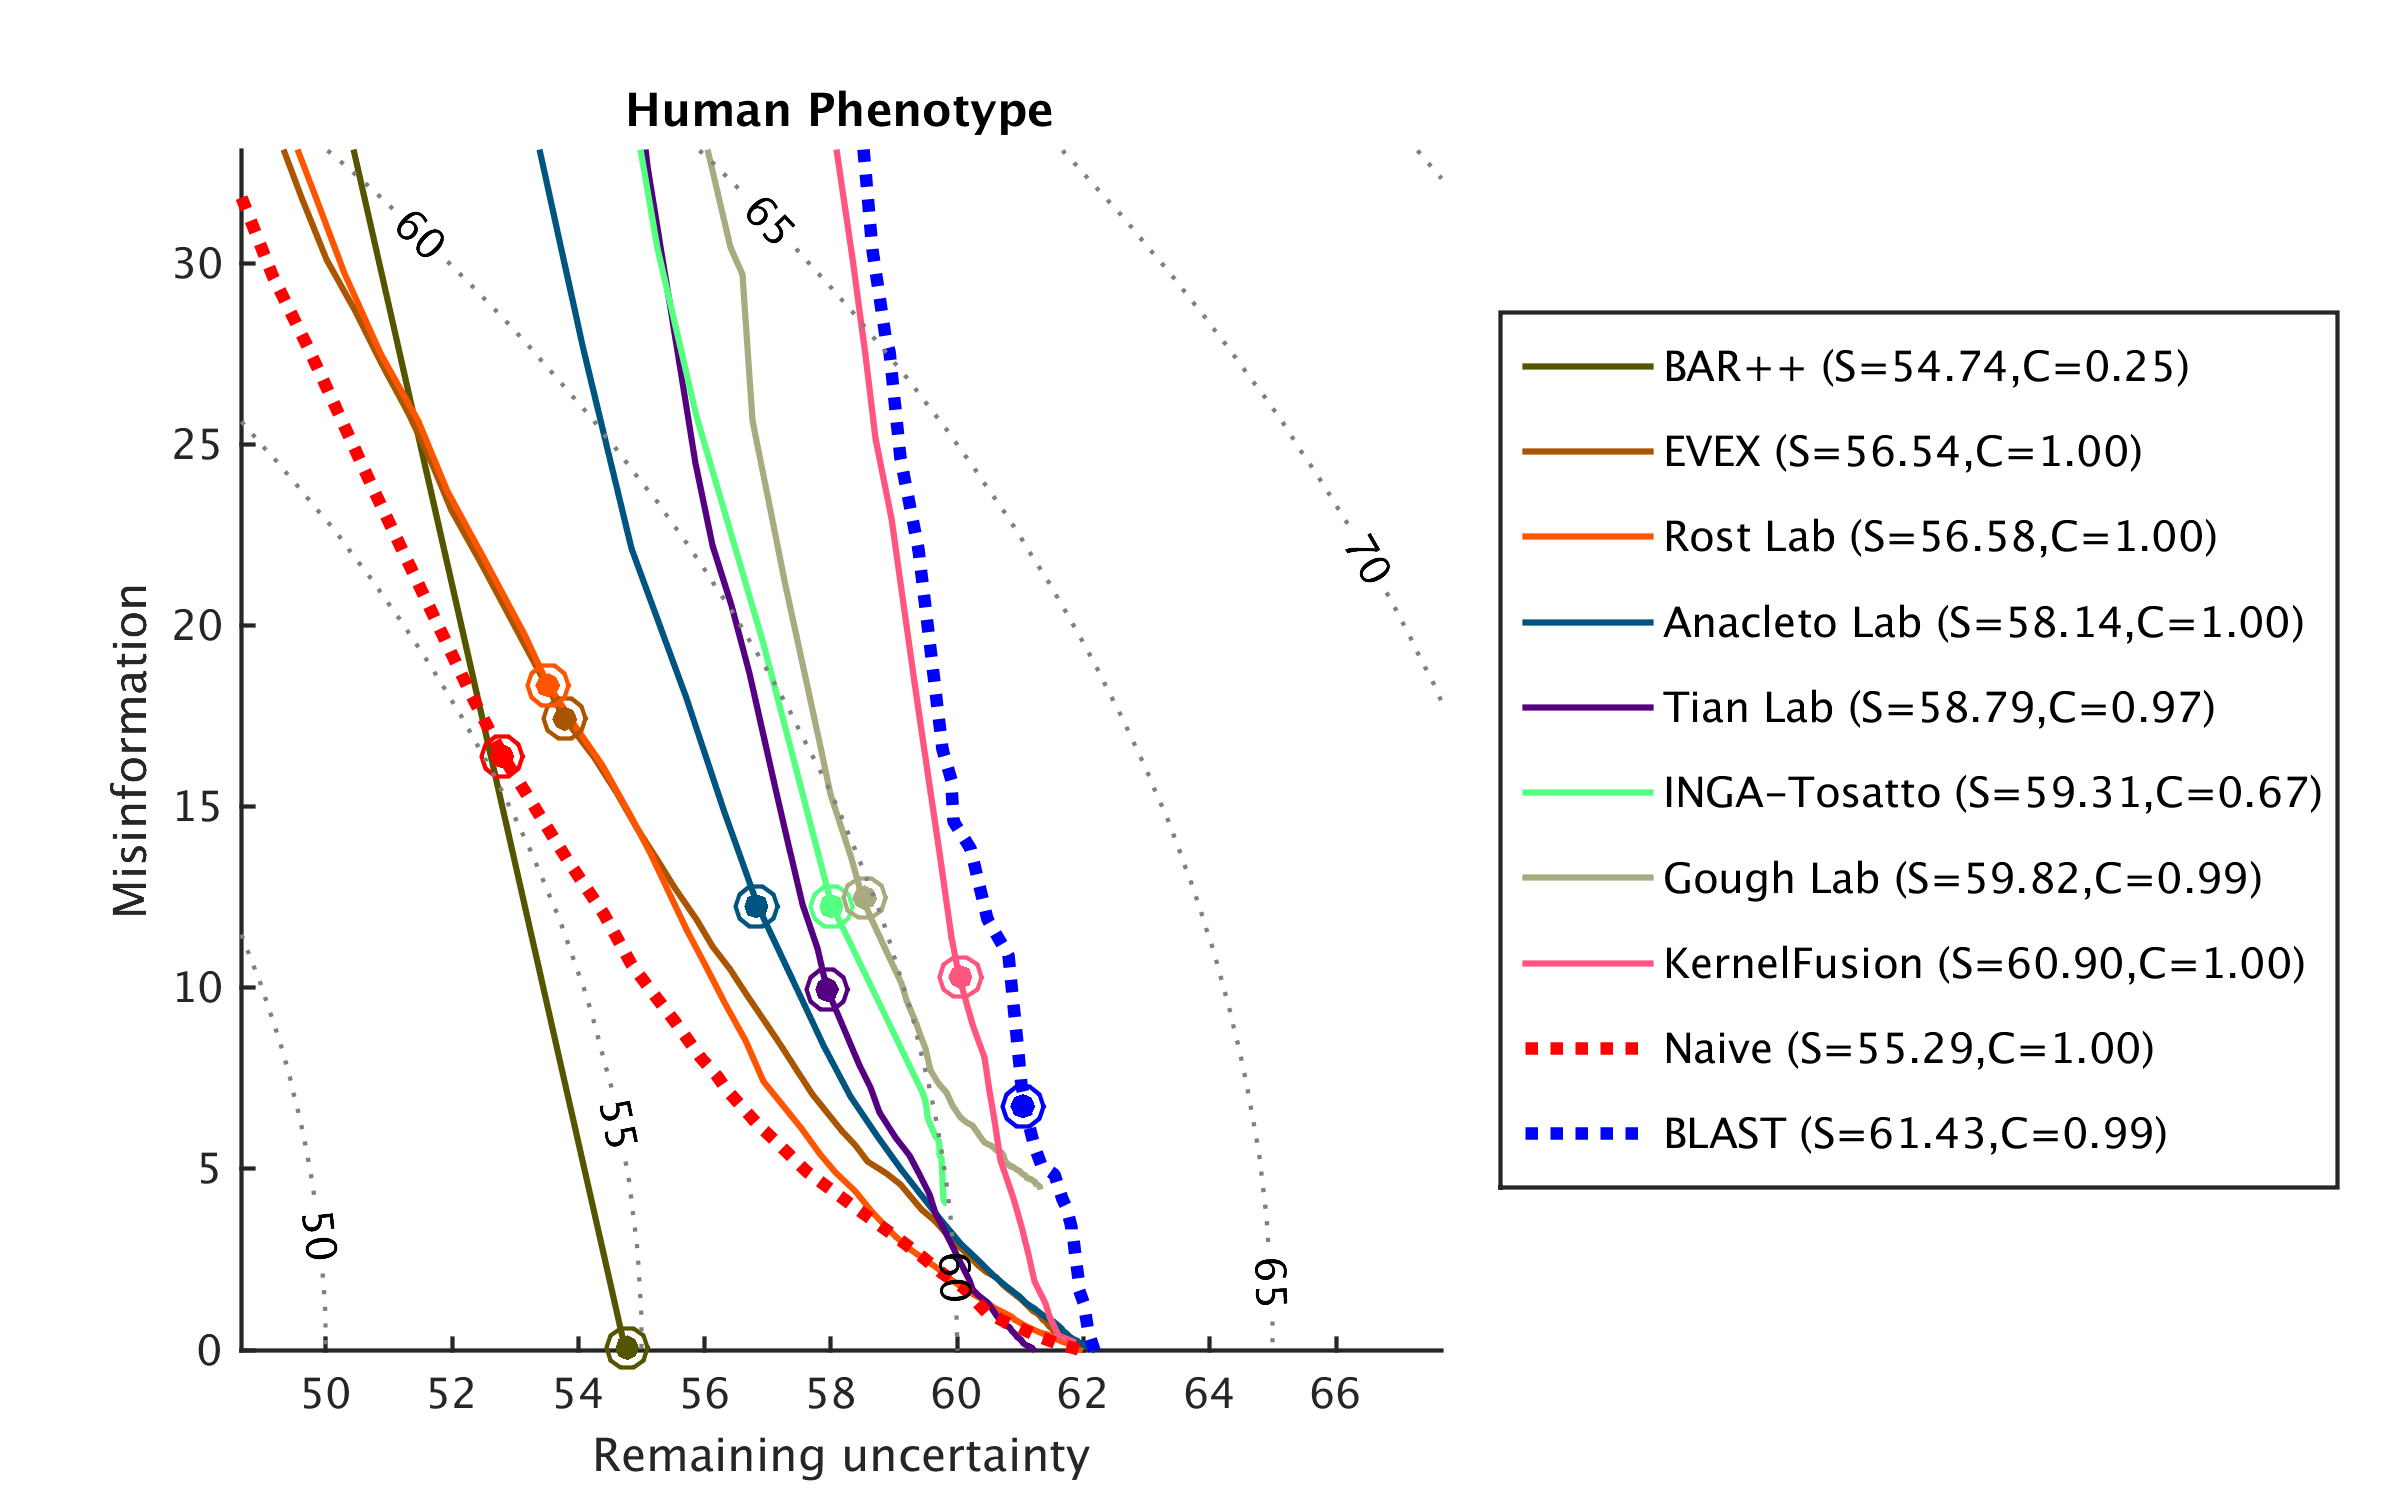 Human Phenotype
Misinformation
30
25
20
15
10
5
0
60
65
70
55
50
60
65
50 52 54 56 58 60 62 64 66
Remaining uncertainty
BAR++ (S=54.74,C=0.25)
EVEX (S=56.54,C=1.00)
Rost Lab (S=56.58,C=1.00)
Anacleto Lab (S=58.14,C=1.00)
Tian Lab (S=58.79,C=0.97)
INGA–Tosatto (S=59.31,C=0.67)
Gough Lab (S=59.82,C=0.99)
KernelFusion (S=60.90,C=1.00)
Naive (S=55.29,C=1.00)
BLAST (S=61.43,C=0.99)